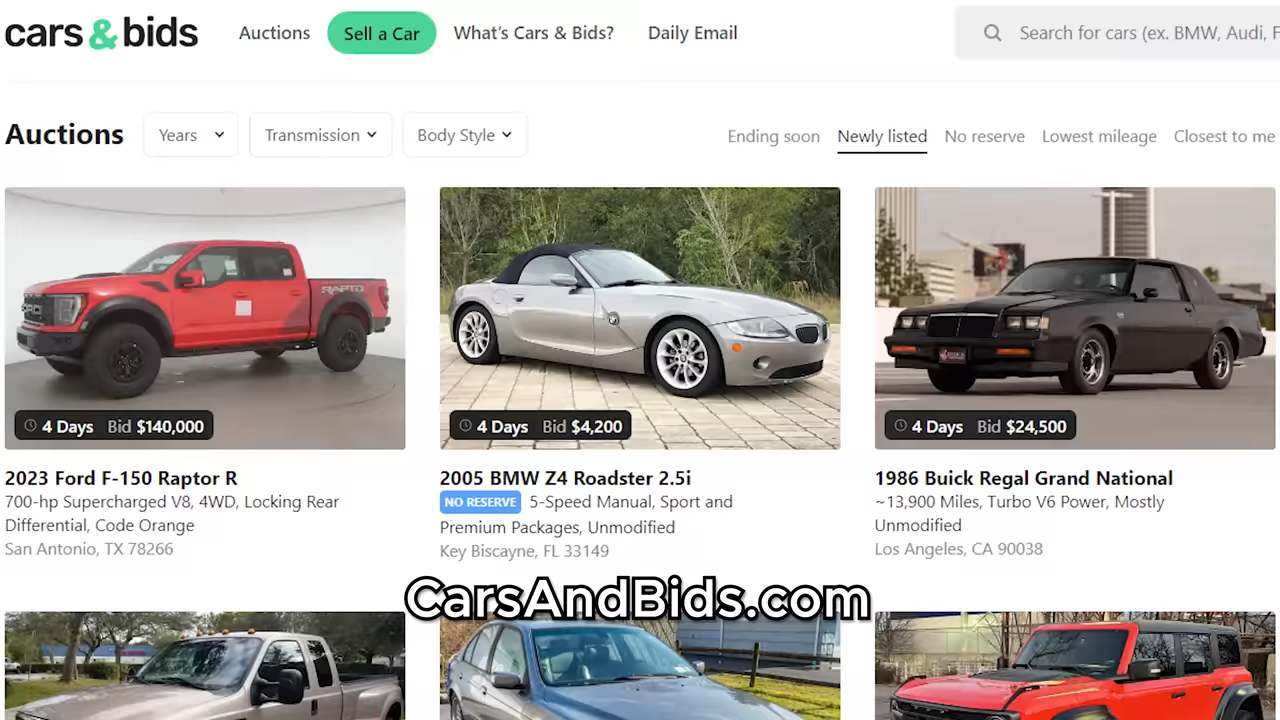 cars & bids
Auctions
Sell a Car
What's Cars & Bids?
Daily Email
Search for cars (ex. BMW, Audi, F
Auctions
Years
Transmission
Body Style
Ending soon
Newly listed
No reserve
Lowest mileage
Closest to me
RAPTO
4 Days Bid $140,000
2023 Ford F-150 Raptor R
700-hp Supercharged V8, 4WD, Locking Rear
Differential, Code Orange
San Antonio, TX 78266
4 Days Bid $4,200
2005 BMW Z4 Roadster 2.5i
NO RESERVE 5-Speed Manual, Sport and
Premium Packages, Unmodified
Key Biscayne, FL 33149
4 Days Bid $24,500
1986 Buick Regal Grand National
~13,900 Miles, Turbo V6 Power, Mostly
Unmodified
Los Angeles, CA 90038
CarsAndBids.com